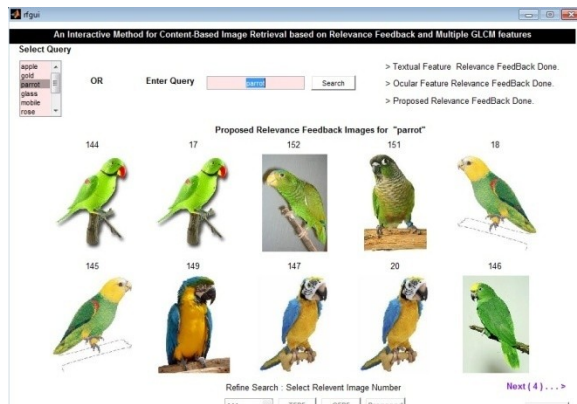 rfgui
An Interactive Method for Content-Based Image Retrieval based on Relevance Feedback and Multiple GLCM features
Select Query
apple
gold
parrot
glass
mobile
rose
OR
Enter Query
parrot
Search
> Textual Feature Relevance FeedBack Done.
> Ocular Feature Relevance FeedBack Done.
> Proposed Relevance FeedBack Done.
Proposed Relevance Feedback Images for "parrot"
144 17 152 151 18
145 149 147 20 146
Refine Search : Select Relevent Image Number
Next ( 4 ) . . . >